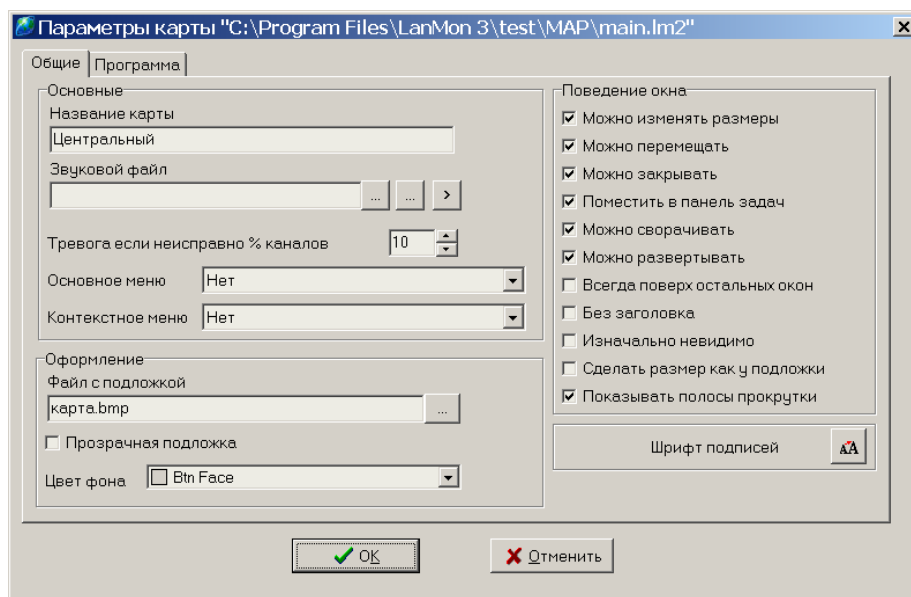 Параметры карты "C:\Program Files\LanMon 3\test\MAP\main.lm2"
Общие
Программа
Основные
Название карты
Центральный
Звуковой файл
...
...
>
Тревога если неисправно % каналов
10
Основное меню
Нет
Контекстное меню
Нет
Оформление
Файл с подложкой
карта.bmp
...
Прозрачная подложка
Цвет фона
Btn Face
Поведение окна
Можно изменять размеры
Можно перемещать
Можно закрывать
Поместить в панель задач
Можно сворачивать
Можно развертывать
Всегда поверх остальных окон
Без заголовка
Изначально невидимо
Сделать размер как у подложки
Показывать полосы прокрутки
Шрифт подписей
AA
OK
Отменить